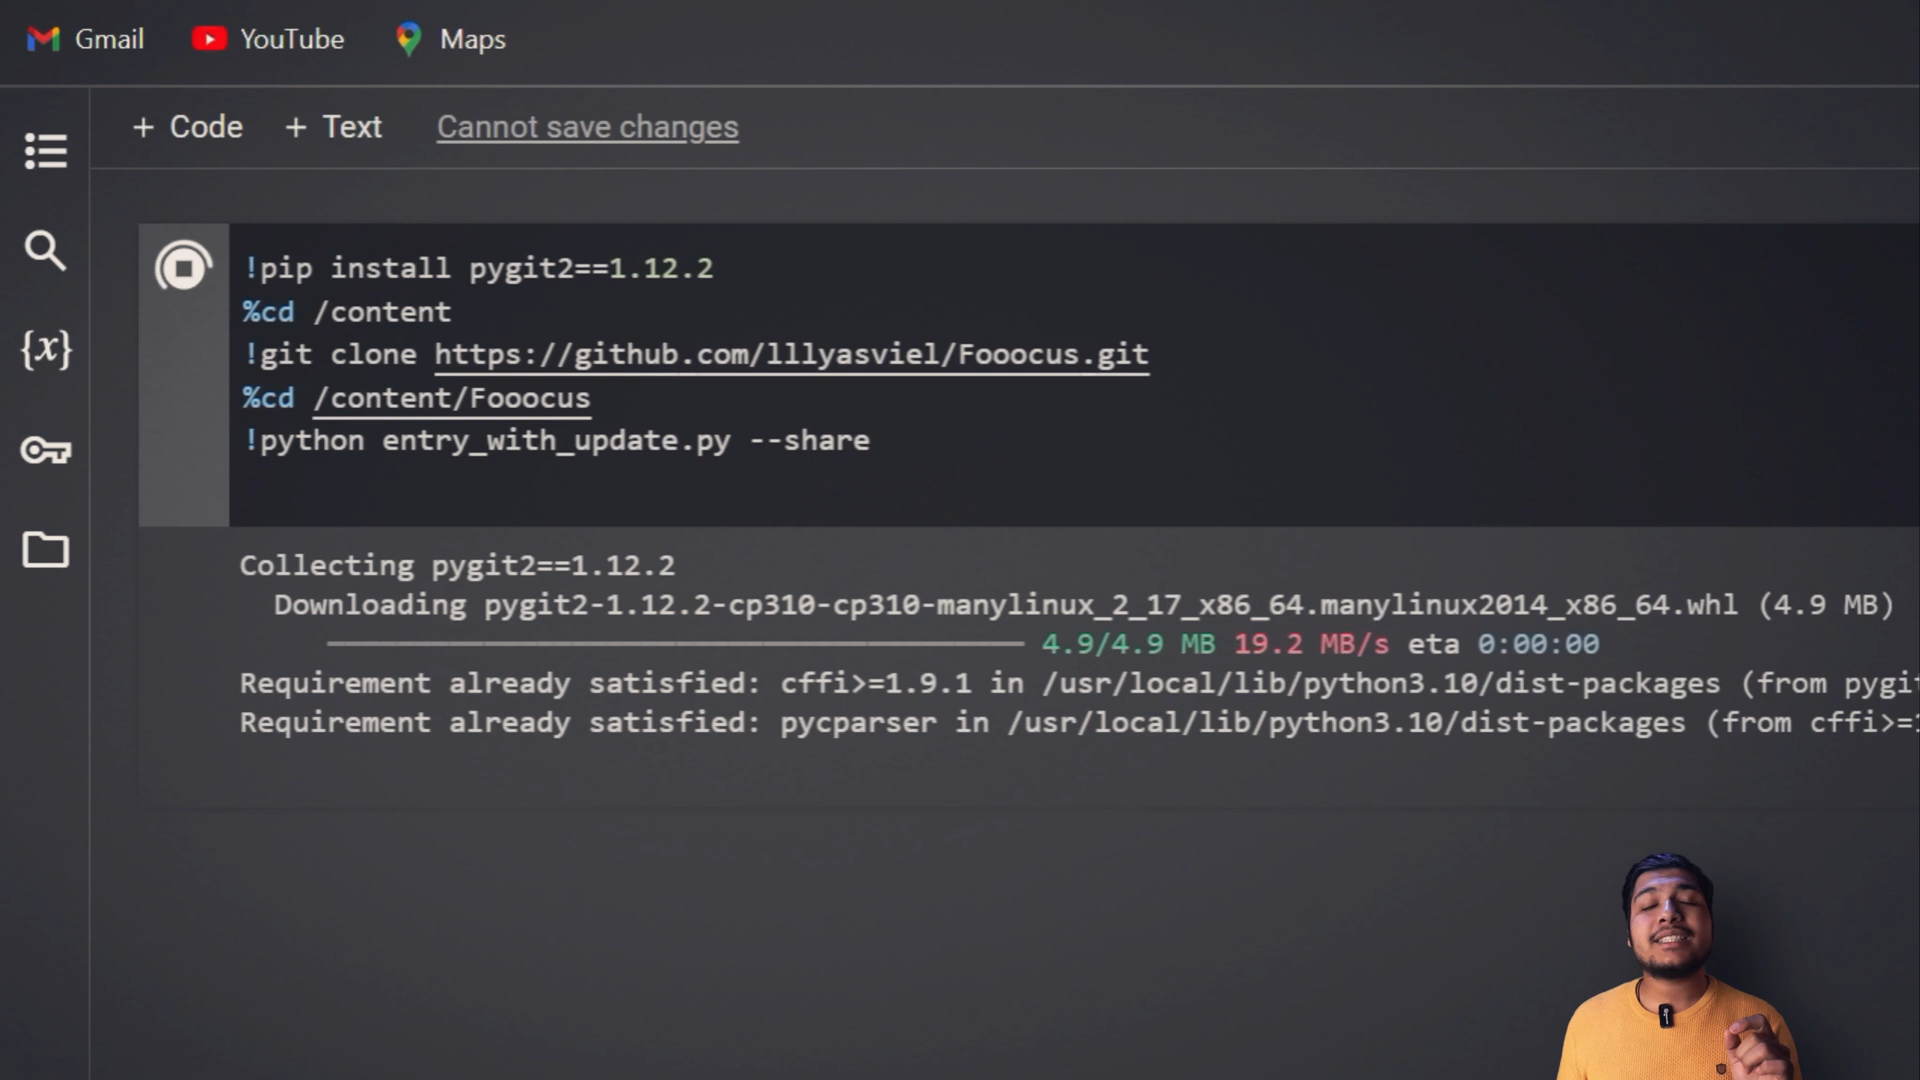 Gmail YouTube Maps
+ Code + Text Cannot save changes
{x}
!pip install pygit2==1.12.2
%cd /content
!git clone https://github.com/lllyasviel/Fooocus.git
%cd /content/Fooocus
!python entry_with_update.py --share
Collecting pygit2==1.12.2
Downloading pygit2-1.12.2-cp310-cp310-manylinux_2_17_x86_64.manylinux2014_x86_64.whl (4.9 MB)
4.9/4.9 MB 19.2 MB/s eta 0:00:00
Requirement already satisfied: cffi>=1.9.1 in /usr/local/lib/python3.10/dist-packages (from pygit
Requirement already satisfied: pycparser in /usr/local/lib/python3.10/dist-packages (from cffi>=